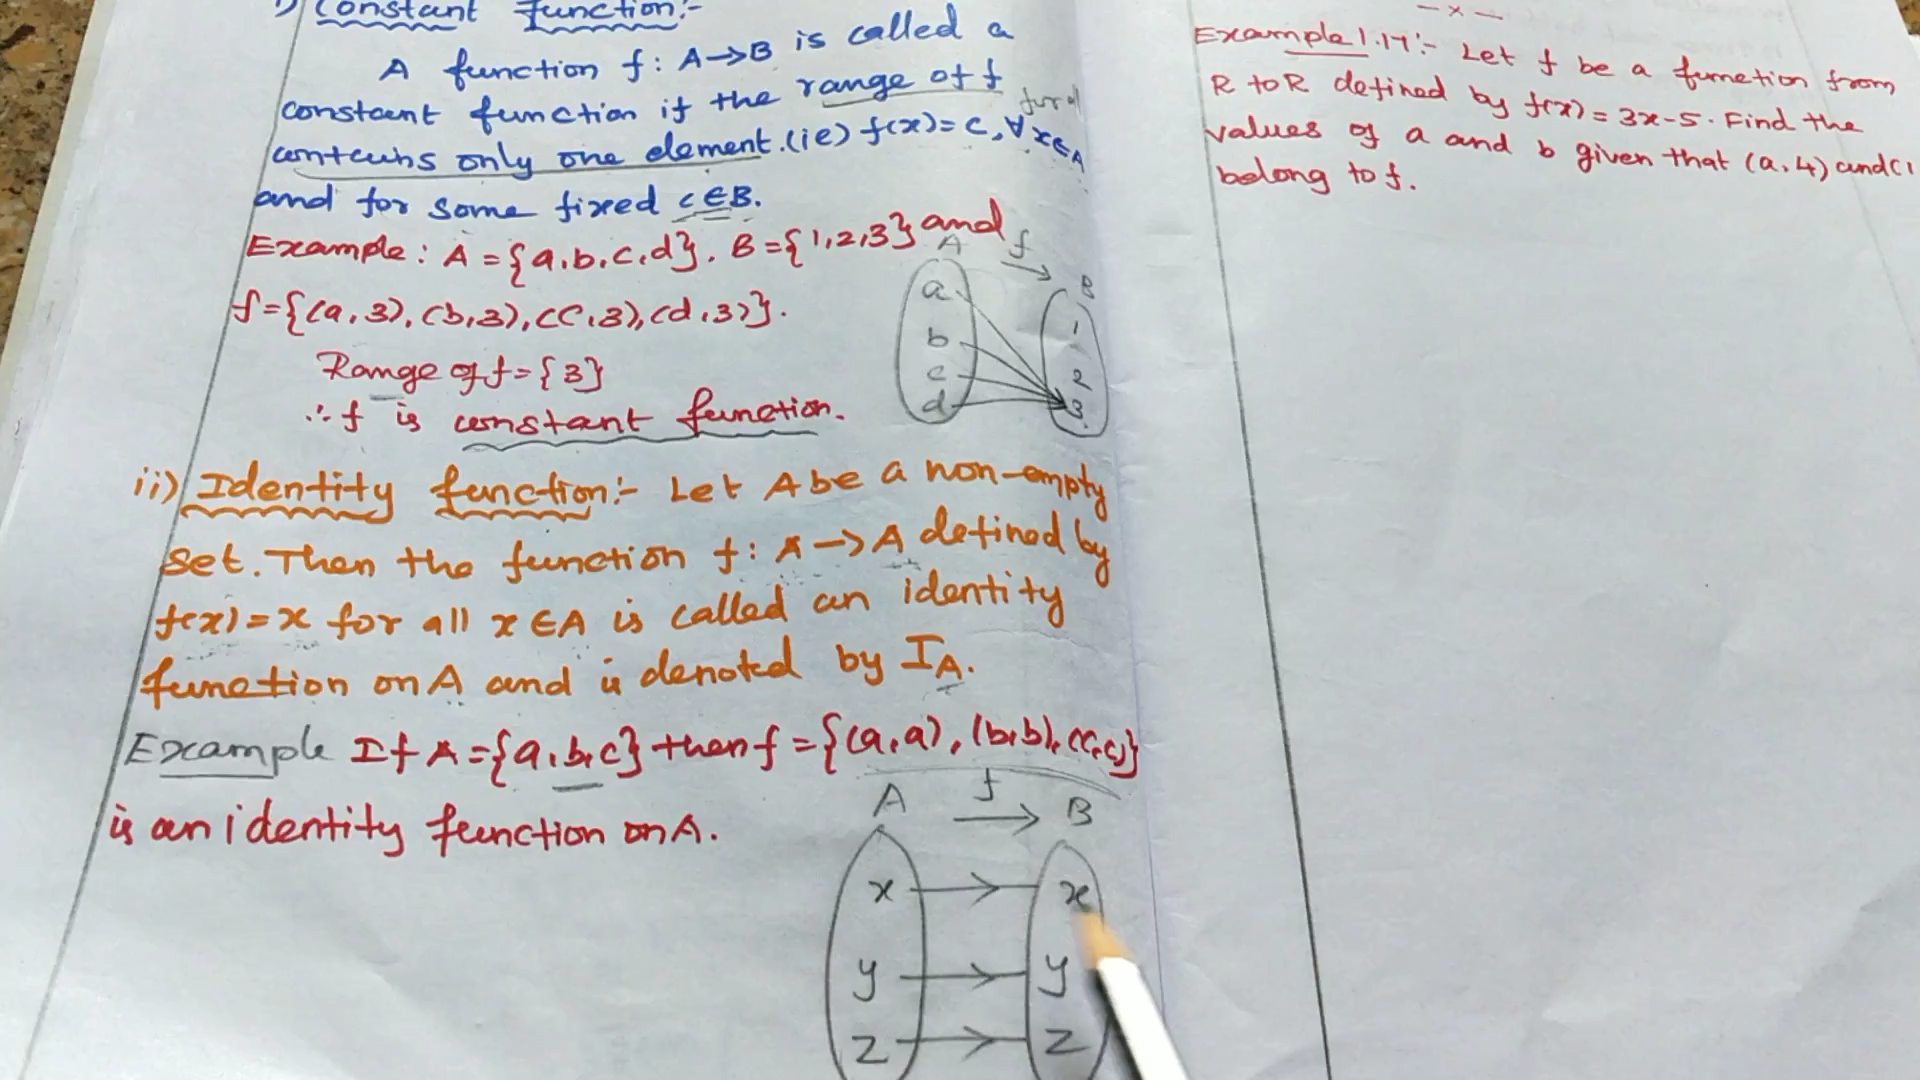 i) Constant function:-
A function f: A→B is called a
constant function if the range of f
contains only one element. (ie) f(x)=c, ∀ x∈A
and for some fixed c∈B.
Example: A={a,b,c,d}. B={1,2,3} and
f={(a,3),(b,3),(c,3),(d,3)}.
Range of f={3}
∴ f is constant function.
A f B
a 1
b 2
c 3
d
ii) Identity function:- Let A be a non-empty
set. Then the function f: A→A defined by
f(x)=x for all x∈A is called an identity
function on A and is denoted by I_A.
Example If A={a,b,c} then f={(a,a),(b,b),(c,c)}
is an identity function on A.
A f B
x x
y y
z z
-x-
Example 1.17:- Let f be a function from
R to R defined by f(x)=3x-5. Find the
values of a and b given that (a,4) and (1
belong to f.